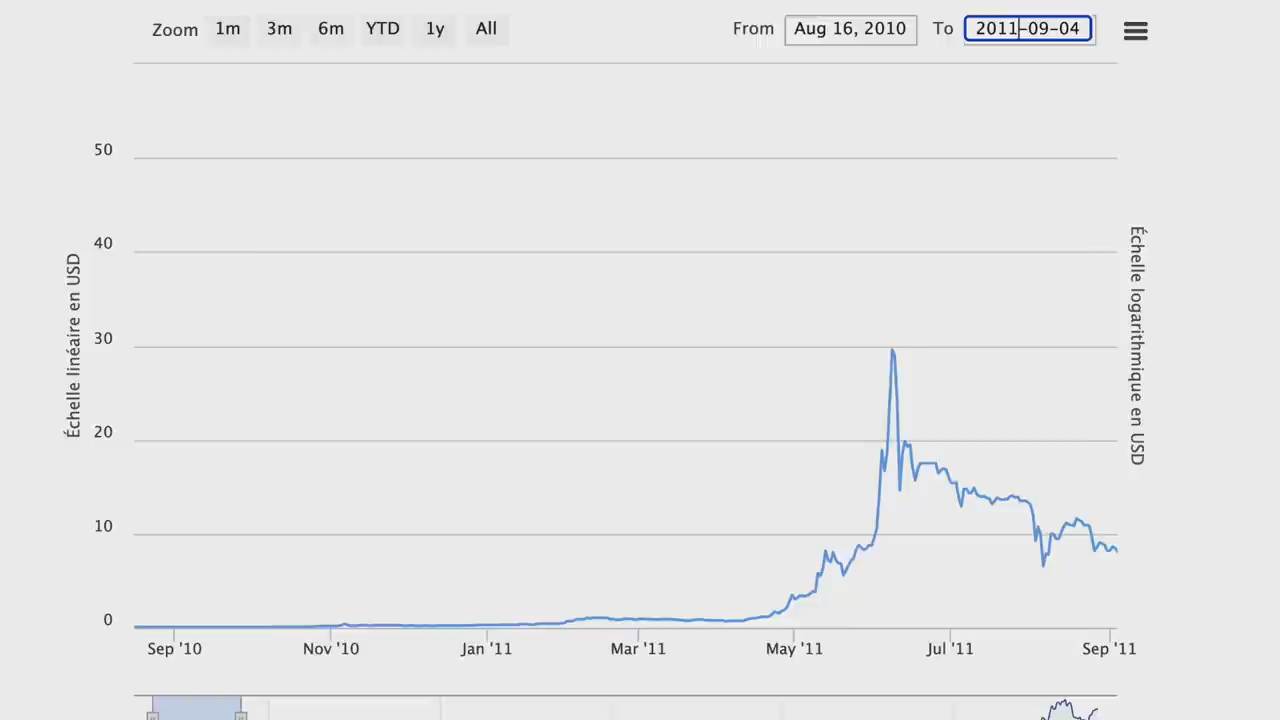 Zoom 1m 3m 6m YTD 1y All From Aug 16, 2010 To 2011-09-04
50
40
30
20
10
0
Échelle linéaire en USD
Échelle logarithmique en USD
Sep '10 Nov '10 Jan '11 Mar '11 May '11 Jul '11 Sep '11